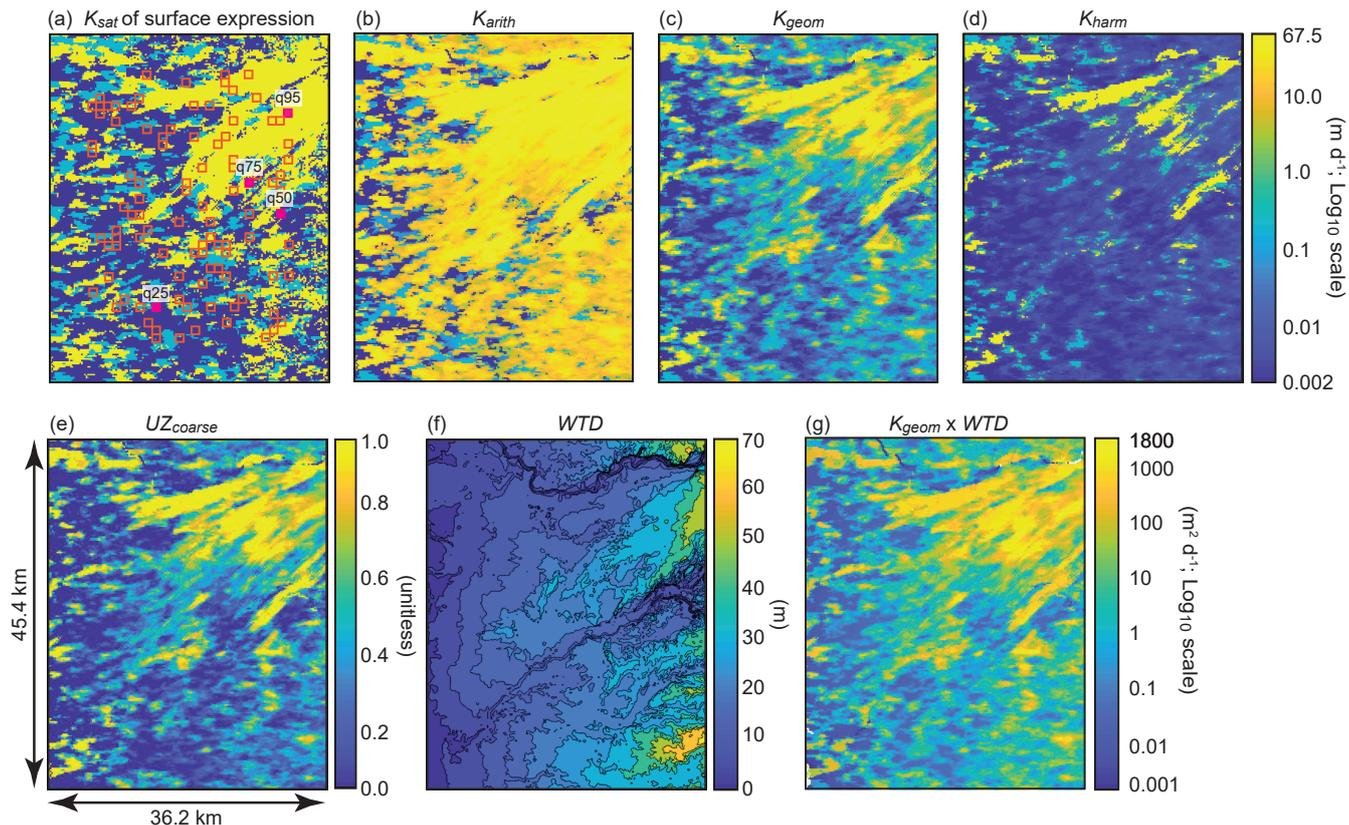 (a) Ksat of surface expression
(b) Karith
(c) Kgeom
(d) Kharm
q95
q75
q50
q25
67.5
10.0
1.0
0.1
0.01
0.002
(m d-1; Log10 scale)
(e) UZcoarse
(f) WTD
(g) Kgeom x WTD
1.0
0.8
0.6
0.4
0.2
0.0
(unitless)
70
60
50
40
30
20
10
0
(m)
1800
1000
100
10
1
0.1
0.01
0.001
(m2 d-1; Log10 scale)
45.4 km
36.2 km